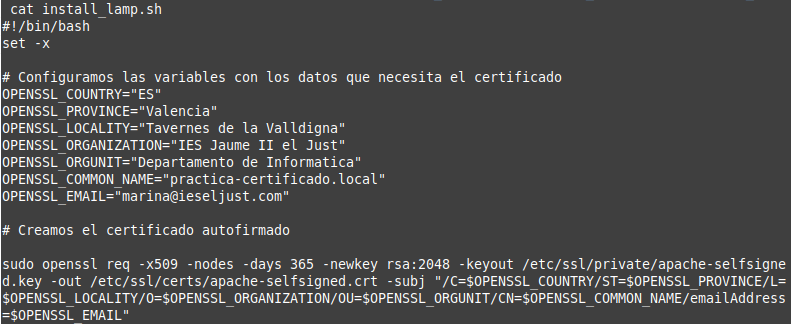 cat install_lamp.sh
#!/bin/bash
set -x
# Configuramos las variables con los datos que necesita el certificado
OPENSSL_COUNTRY="ES"
OPENSSL_PROVINCE="Valencia"
OPENSSL_LOCALITY="Tavernes de la Valldigna"
OPENSSL_ORGANIZATION="IES Jaume II el Just"
OPENSSL_ORGUNIT="Departamento de Informatica"
OPENSSL_COMMON_NAME="practica-certificado.local"
OPENSSL_EMAIL="marina@ieseljust.com"
# Creamos el certificado autofirmado
sudo openssl req -x509 -nodes -days 365 -newkey rsa:2048 -keyout /etc/ssl/private/apache-selfsigne
d.key -out /etc/ssl/certs/apache-selfsigned.crt -subj "/C=$OPENSSL_COUNTRY/ST=$OPENSSL_PROVINCE/L=
$OPENSSL_LOCALITY/O=$OPENSSL_ORGANIZATION/OU=$OPENSSL_ORGUNIT/CN=$OPENSSL_COMMON_NAME/emailAddress
=$OPENSSL_EMAIL"